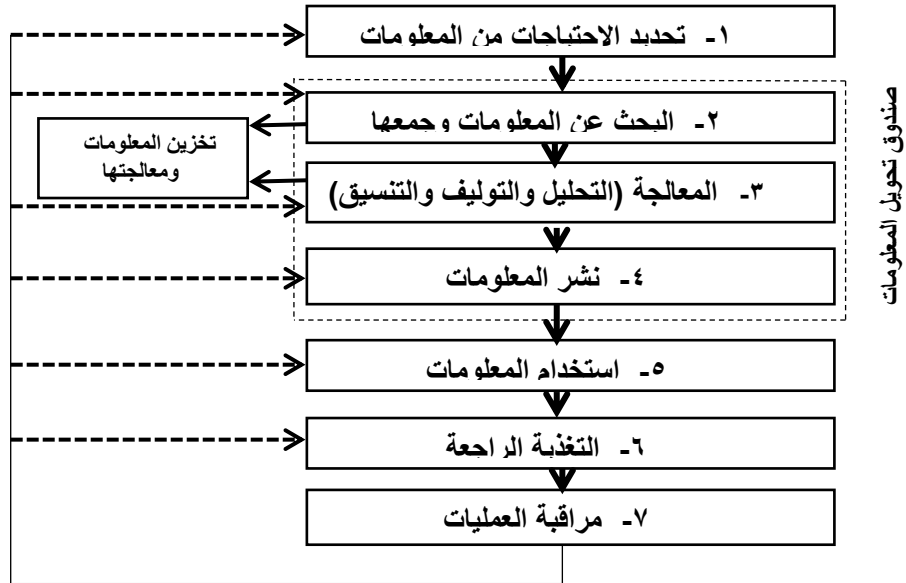 ١- تحديد الاحتياجات من المعلومات
٢- البحث عن المعلومات وجمعها
تخزين المعلومات
ومعالجتها
٣- المعالجة (التحليل والتوليف والتنسيق)
٤- نشر المعلومات
صندوق تحويل المعلومات
٥- استخدام المعلومات
٦- التغذية الراجعة
٧- مراقبة العمليات